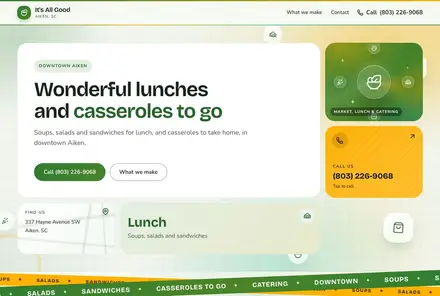 It's All Good
AIKEN, SC
What we make
Contact
Call (803) 226-9068
DOWNTOWN AIKEN
Wonderful lunches
and casseroles to go
Soups, salads and sandwiches for lunch, and casseroles to take home, in
downtown Aiken.
Call (803) 226-9068
What we make
MARKET, LUNCH & CATERING
CALL US
(803) 226-9068
Tap to call
FIND US
337 Hayne Avenue SW
Aiken, SC
Lunch
Soups, salads and sandwiches
SOUPS
SALADS
SANDWICHES
CASSEROLES TO GO
CATERING
DOWNTOWN
SOUPS
SALADS